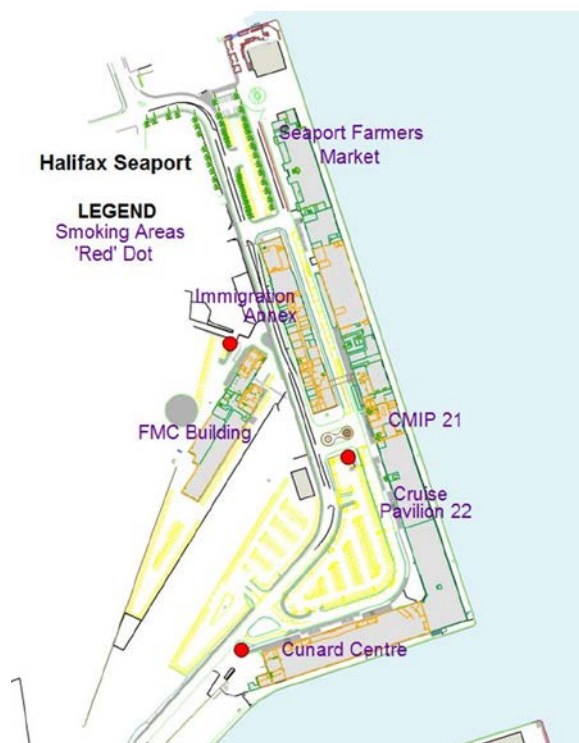 Seaport Farmers
Market
Halifax Seaport
LEGEND
Smoking Areas
'Red' Dot
Immigration
Annex
FMC Building
CMIP 21
Cruise
Pavilion 22
Cunard Centre